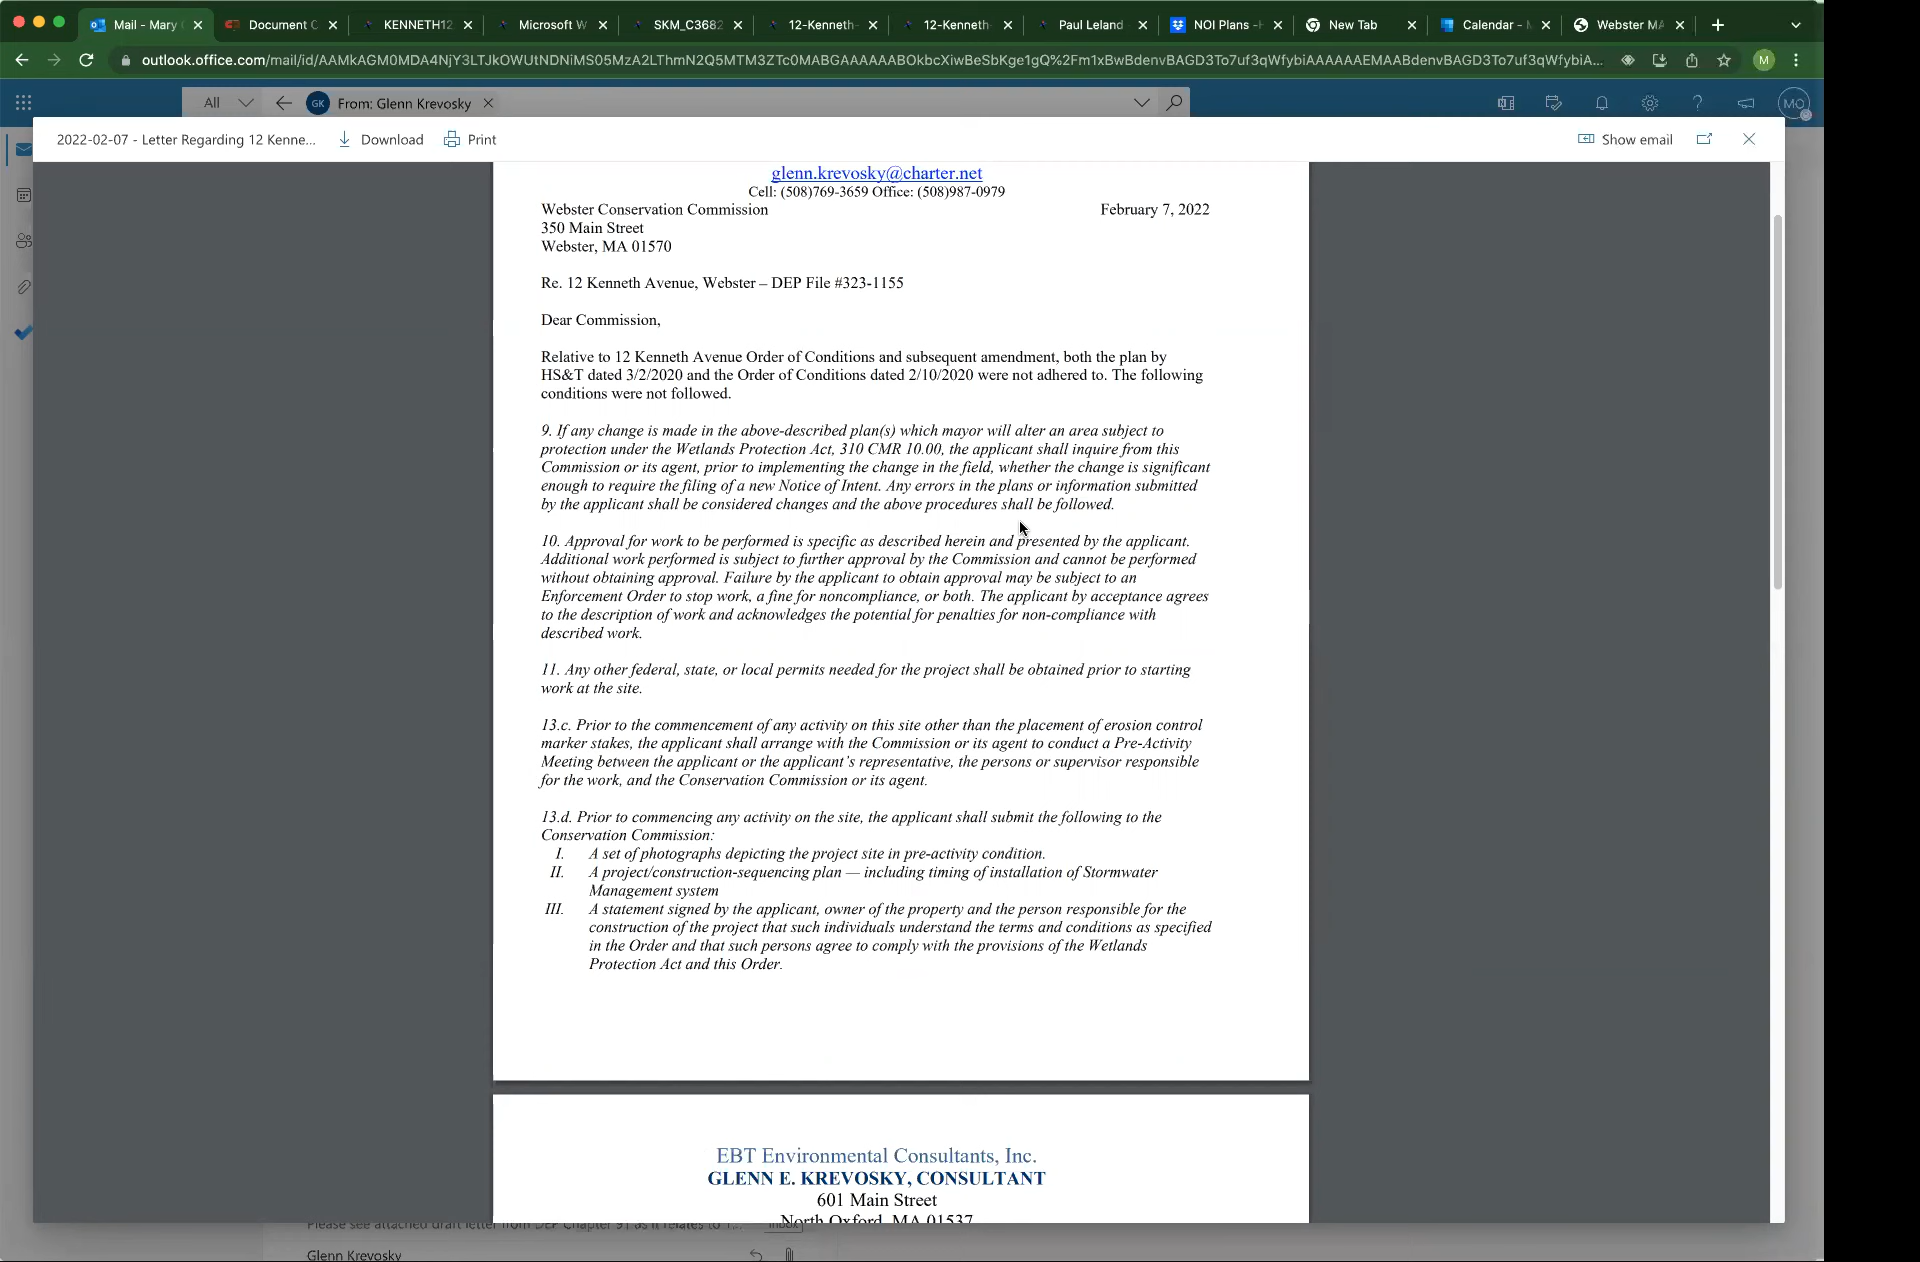 Mail - Mary
Document C
KENNETH12
Microsoft W
SKM_C3682
12-Kenneth-
12-Kenneth-
Paul Leland
NOI Plans -
New Tab
Calendar -
Webster MA
outlook.office.com/mail/id/AAMkAGM0MDA4NjY3LTJkOWUtNDNiMS05MzA2LThmN2Q5MTM3ZTc0MABGAAAAAABOkbcXiwBeSbKge1gQ%2Fm1xBwBdenvBAGD3To7uf3qWfybiAAAAAAEMAABdenvBAGD3To7uf3qWfybiA...
M
All
GK From: Glenn Krevosky
MO
2022-02-07 - Letter Regarding 12 Kenne...
Download
Print
Show email
glenn.krevosky@charter.net
Cell: (508)769-3659 Office: (508)987-0979
Webster Conservation Commission February 7, 2022
350 Main Street
Webster, MA 01570
Re. 12 Kenneth Avenue, Webster – DEP File #323-1155
Dear Commission,
Relative to 12 Kenneth Avenue Order of Conditions and subsequent amendment, both the plan by
HS&T dated 3/2/2020 and the Order of Conditions dated 2/10/2020 were not adhered to. The following
conditions were not followed.
9. If any change is made in the above-described plan(s) which mayor will alter an area subject to
protection under the Wetlands Protection Act, 310 CMR 10.00, the applicant shall inquire from this
Commission or its agent, prior to implementing the change in the field, whether the change is significant
enough to require the filing of a new Notice of Intent. Any errors in the plans or information submitted
by the applicant shall be considered changes and the above procedures shall be followed.
10. Approval for work to be performed is specific as described herein and presented by the applicant.
Additional work performed is subject to further approval by the Commission and cannot be performed
without obtaining approval. Failure by the applicant to obtain approval may be subject to an
Enforcement Order to stop work, a fine for noncompliance, or both. The applicant by acceptance agrees
to the description of work and acknowledges the potential for penalties for non-compliance with
described work.
11. Any other federal, state, or local permits needed for the project shall be obtained prior to starting
work at the site.
13.c. Prior to the commencement of any activity on this site other than the placement of erosion control
marker stakes, the applicant shall arrange with the Commission or its agent to conduct a Pre-Activity
Meeting between the applicant or the applicant's representative, the persons or supervisor responsible
for the work, and the Conservation Commission or its agent.
13.d. Prior to commencing any activity on the site, the applicant shall submit the following to the
Conservation Commission:
I. A set of photographs depicting the project site in pre-activity condition.
II. A project/construction-sequencing plan — including timing of installation of Stormwater
Management system
III. A statement signed by the applicant, owner of the property and the person responsible for the
construction of the project that such individuals understand the terms and conditions as specified
in the Order and that such persons agree to comply with the provisions of the Wetlands
Protection Act and this Order.
EBT Environmental Consultants, Inc.
GLENN E. KREVOSKY, CONSULTANT
601 Main Street
North Oxford, MA 01537
Please see attached draft letter from DEP Chapter 91 as it relates to
Inbox
Glenn Krevosky